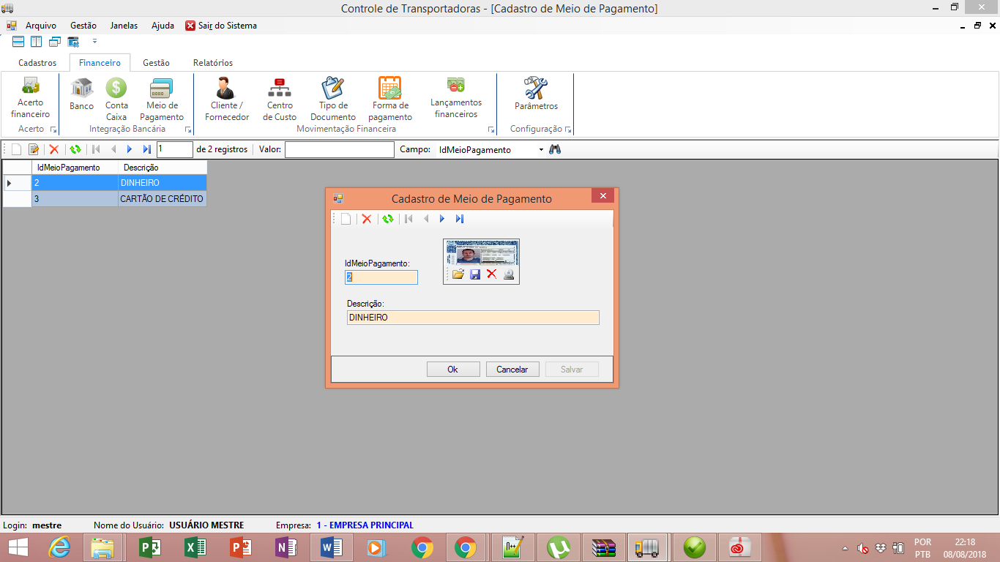 Controle de Transportadoras - [Cadastro de Meio de Pagamento]
Arquivo Gestão Janelas Ajuda Sair do Sistema
Cadastros Financeiro Gestão Relatórios
Acerto financeiro
Banco
Conta Caixa
Meio de Pagamento
Cliente / Fornecedor
Centro de Custo
Tipo de Documento
Forma de pagamento
Lançamentos financeiros
Parâmetros
Acerto Integração Bancária Movimentação Financeira Configuração
1 de 2 registros Valor: Campo: IdMeioPagamento
IdMeioPagamento Descrição
2 DINHEIRO
3 CARTÃO DE CRÉDITO
Cadastro de Meio de Pagamento
IdMeioPagamento:
2
Descrição:
DINHEIRO
Ok Cancelar Salvar
Login: mestre Nome do Usuário: USUÁRIO MESTRE Empresa: 1 - EMPRESA PRINCIPAL
POR 22:18
PTB 08/08/2018